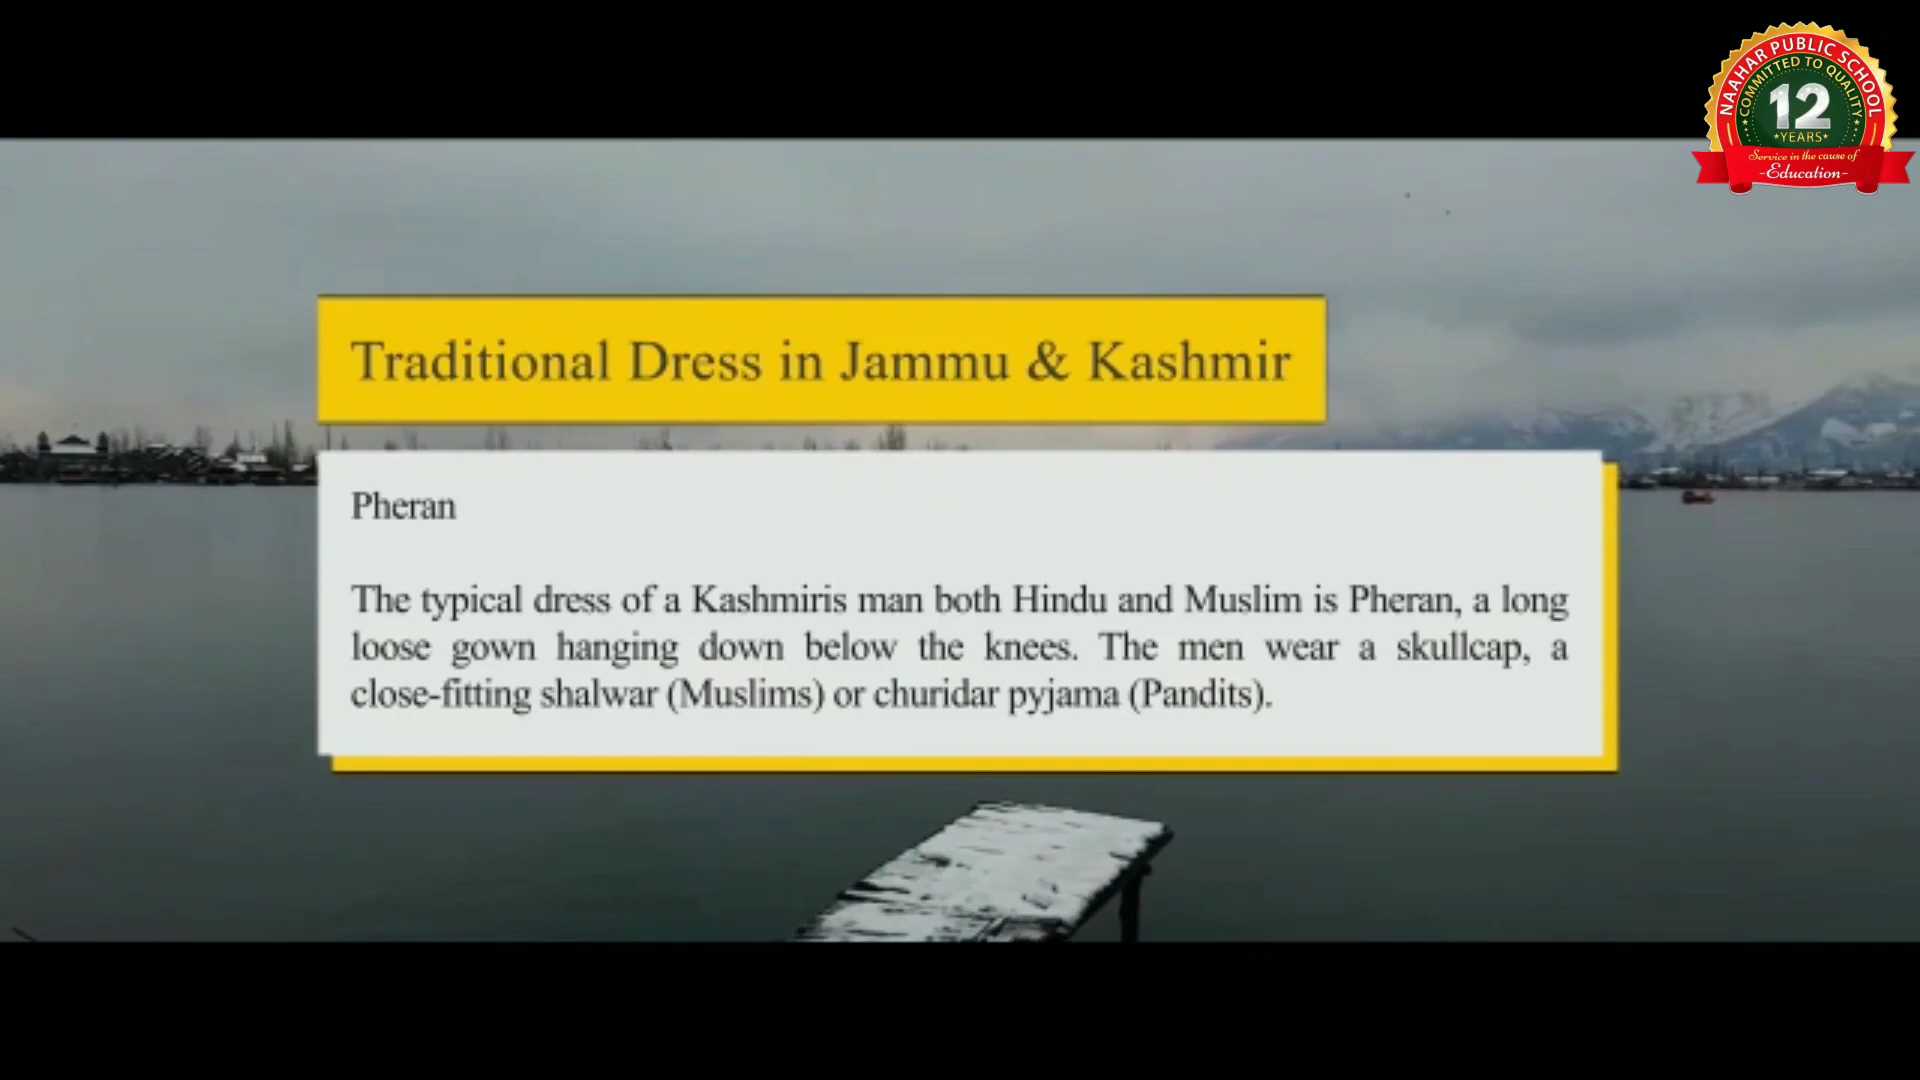 NAAHAR PUBLIC SCHOOL
COMMITTED TO QUALITY
12
YEARS
Service in the cause of
-Education-
Traditional Dress in Jammu & Kashmir
Pheran
The typical dress of a Kashmiris man both Hindu and Muslim is Pheran, a long
loose gown hanging down below the knees. The men wear a skullcap, a
close-fitting shalwar (Muslims) or churidar pyjama (Pandits).